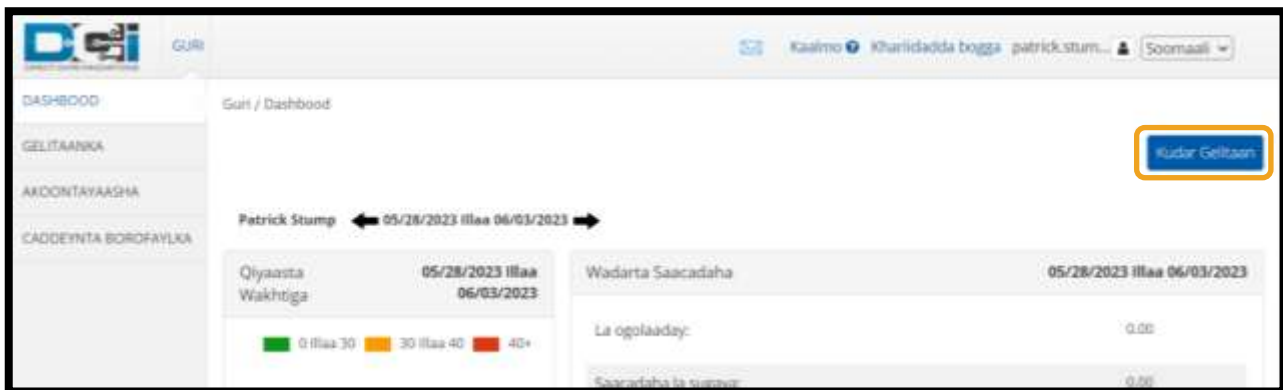 DCi GURI Kaalmo Khariidadda bogga patrick.stum... Soomaali
DASHBOOD
Guri / Dashbood
GELITAANKA
Kudar Gelitaan
AKOONTAYAASHA
CADDEYNTA BOROFAYLKA
Patrick Stump 05/28/2023 Illaa 06/03/2023
Qiyaasta Wakhtiga
05/28/2023 Illaa 06/03/2023
0 Illaa 30 30 Illaa 40 40+
Wadarta Saacadaha 05/28/2023 Illaa 06/03/2023
La ogolaaday: 0.00
Saacadaha la sugaya: 0.00